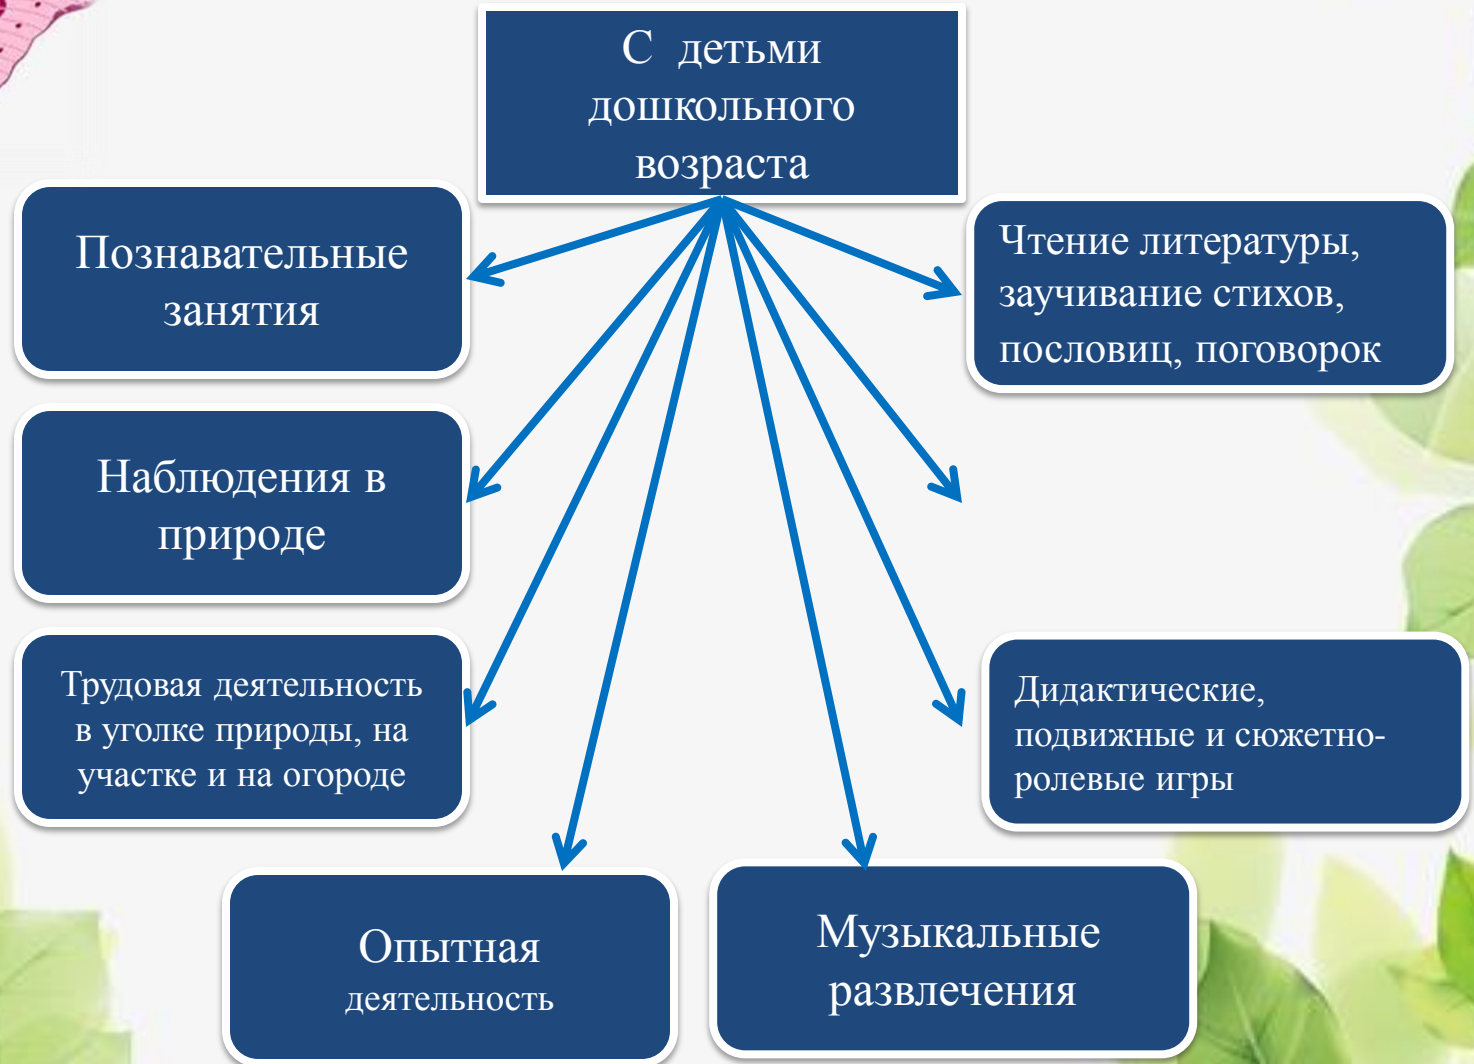 С детьми
дошкольного
возраста
Познавательные
занятия
Чтение литературы,
заучивание стихов,
пословиц, поговорок
Наблюдения в
природе
Трудовая деятельность
в уголке природы, на
участке и на огороде
Дидактические,
подвижные и сюжетно-
ролевые игры
Опытная
деятельность
Музыкальные
развлечения